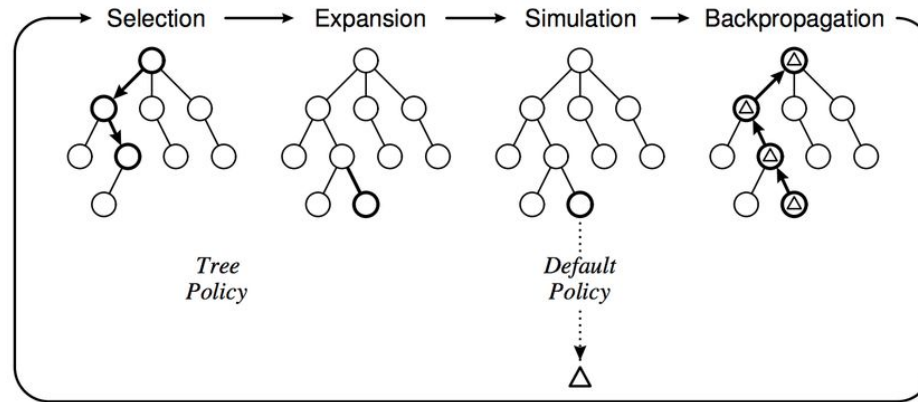 Selection Expansion Simulation Backpropagation
Tree
Policy
Default
Policy